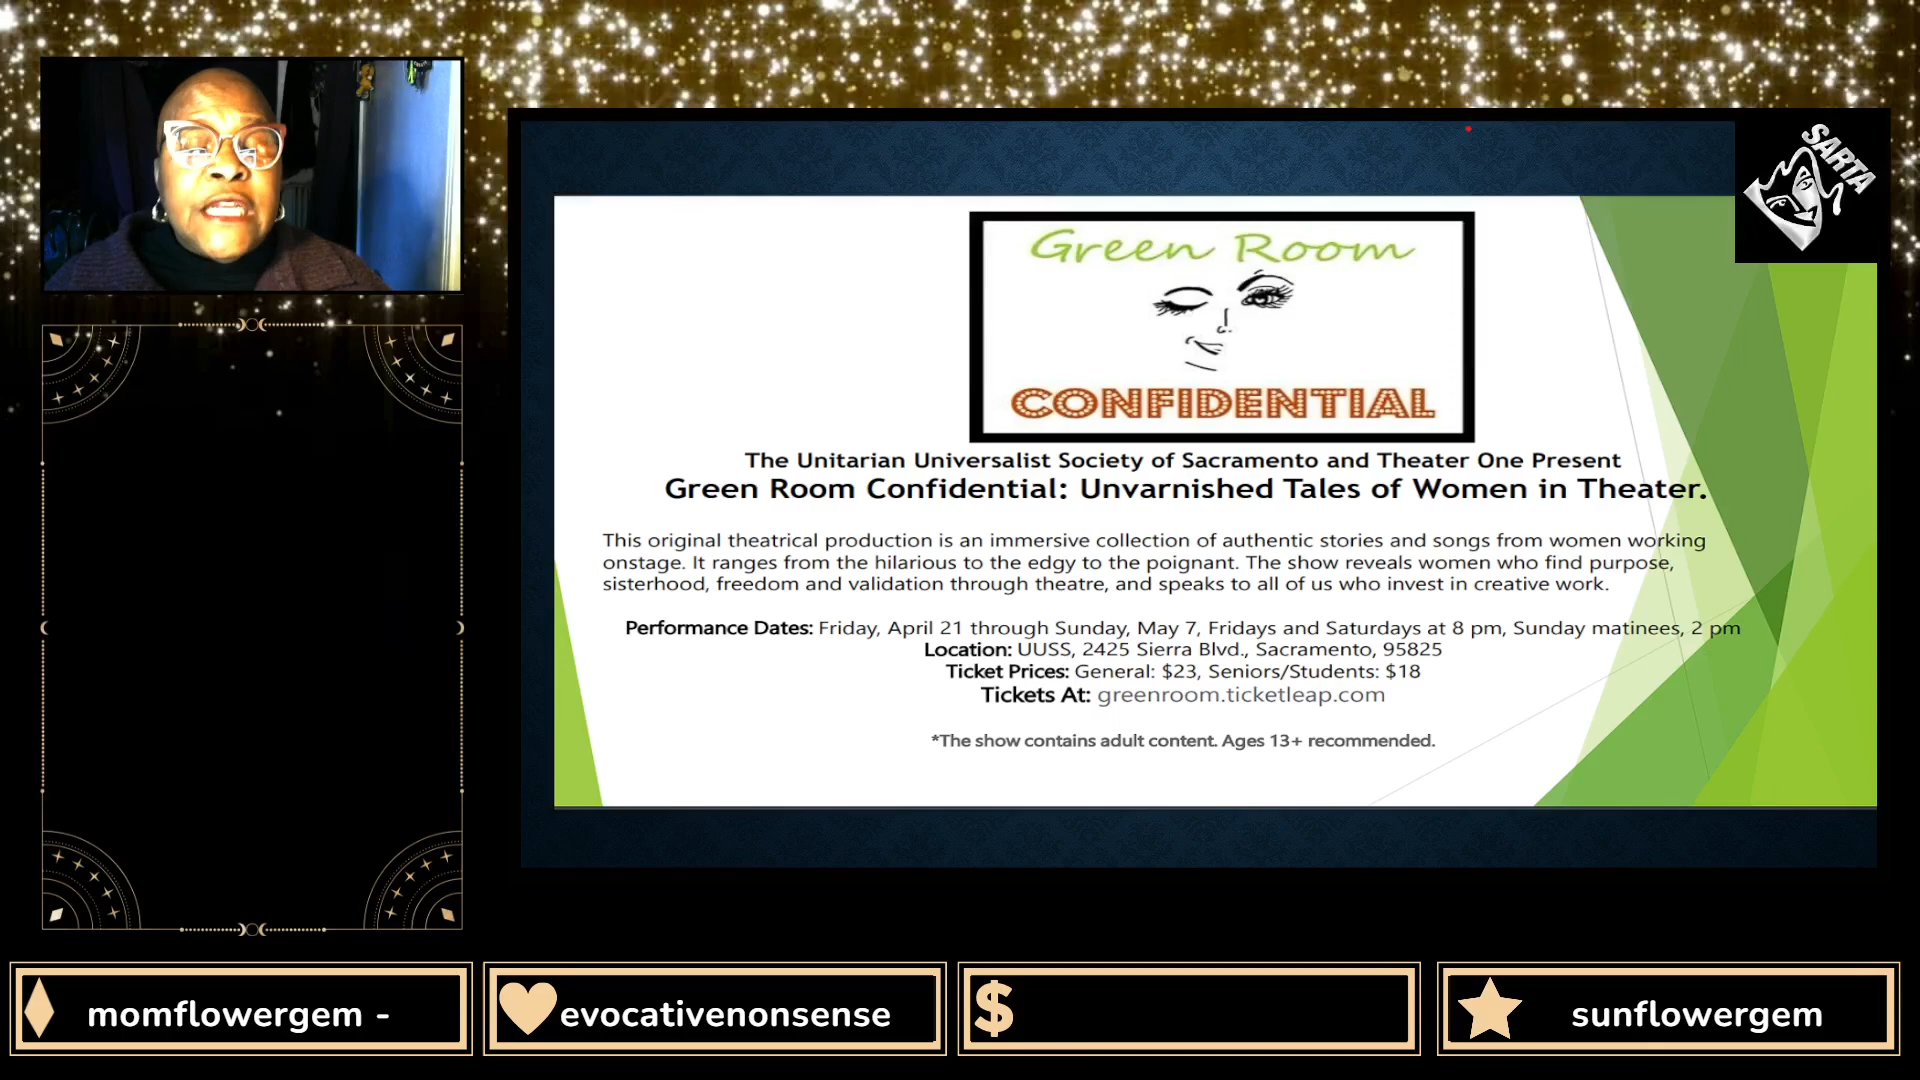 SARTA
Green Room
CONFIDENTIAL
The Unitarian Universalist Society of Sacramento and Theater One Present
Green Room Confidential: Unvarnished Tales of Women in Theater.
This original theatrical production is an immersive collection of authentic stories and songs from women working
onstage. It ranges from the hilarious to the edgy to the poignant. The show reveals women who find purpose,
sisterhood, freedom and validation through theatre, and speaks to all of us who invest in creative work.
Performance Dates: Friday, April 21 through Sunday, May 7, Fridays and Saturdays at 8 pm, Sunday matinees, 2 pm
Location: UUSS, 2425 Sierra Blvd., Sacramento, 95825
Ticket Prices: General: $23, Seniors/Students: $18
Tickets At: greenroom.ticketleap.com
*The show contains adult content. Ages 13+ recommended.
momflowergem -
evocativenonsense
$
sunflowergem